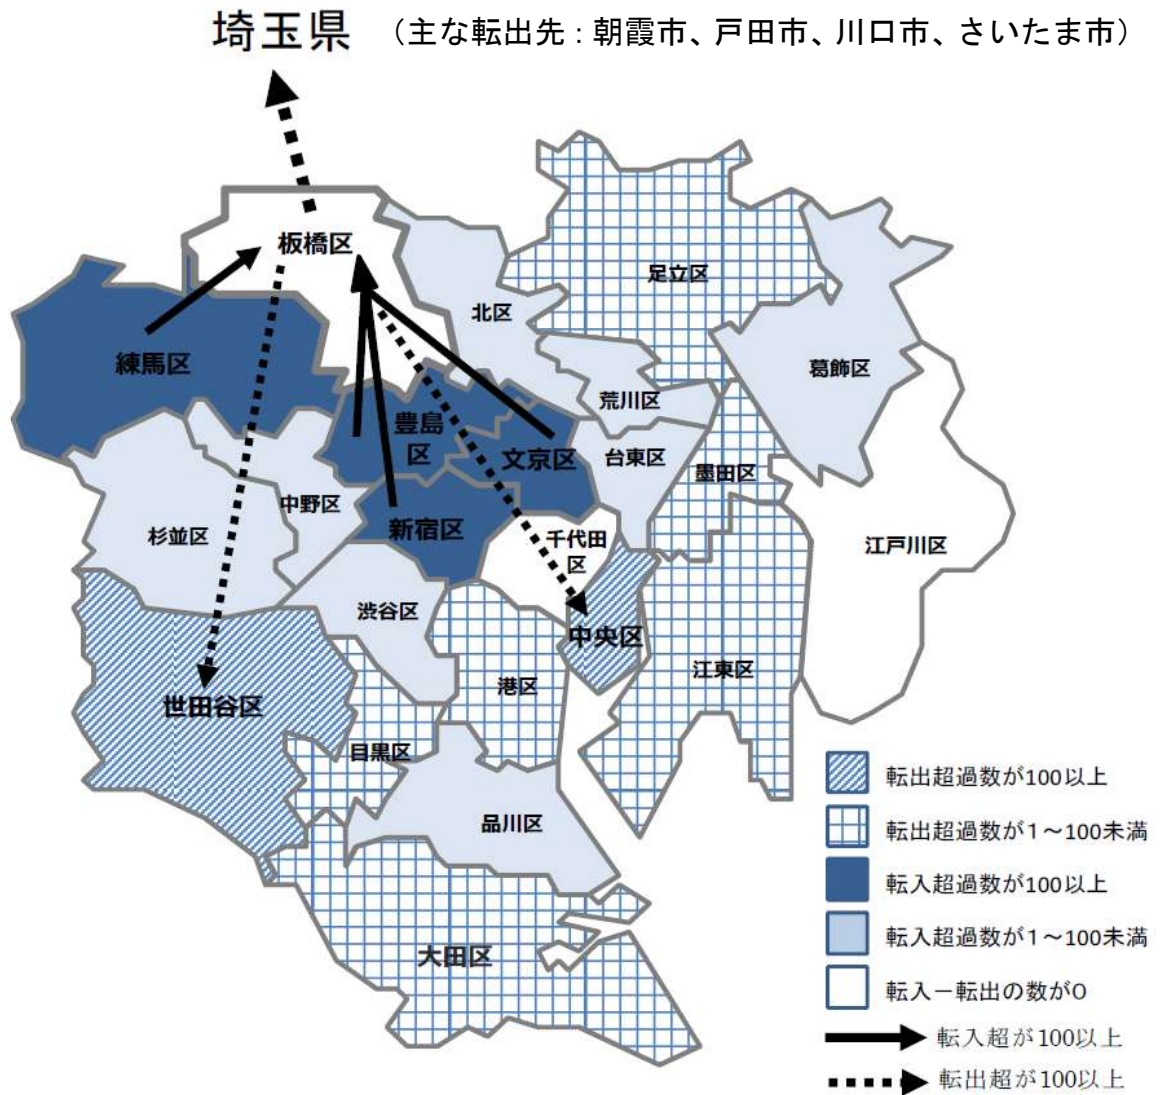 埼玉県 （主な転出先：朝霞市、戸田市、川口市、さいたま市）
板橋区
足立区
北区
練馬区
葛飾区
荒川区
豊島
区
文京区
台東区
墨田区
中野区
新宿区
杉並区
千代田
区
江戸川区
渋谷区
中央区
港区
江東区
世田谷区
目黒区
品川区
大田区
転出超過数が100以上
転出超過数が1～100未満
転入超過数が100以上
転入超過数が1～100未満
転入－転出の数が0
転入超が100以上
転出超が100以上